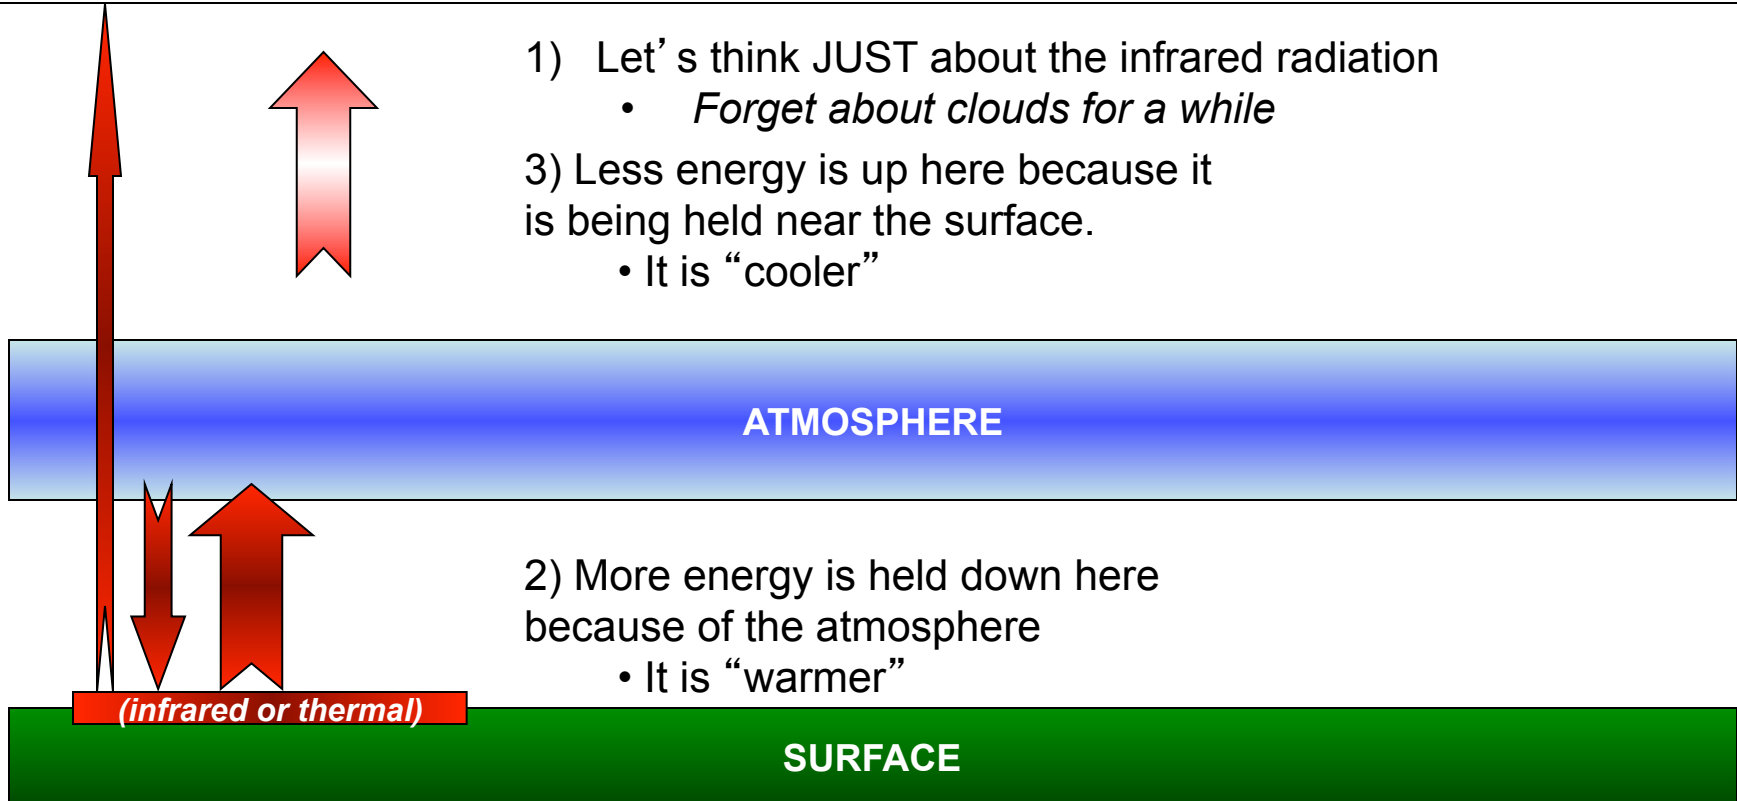 1) Let’s think JUST about the infrared radiation
• Forget about clouds for a while
3) Less energy is up here because it
is being held near the surface.
• It is “cooler”
ATMOSPHERE
2) More energy is held down here
because of the atmosphere
• It is “warmer”
(infrared or thermal)
SURFACE